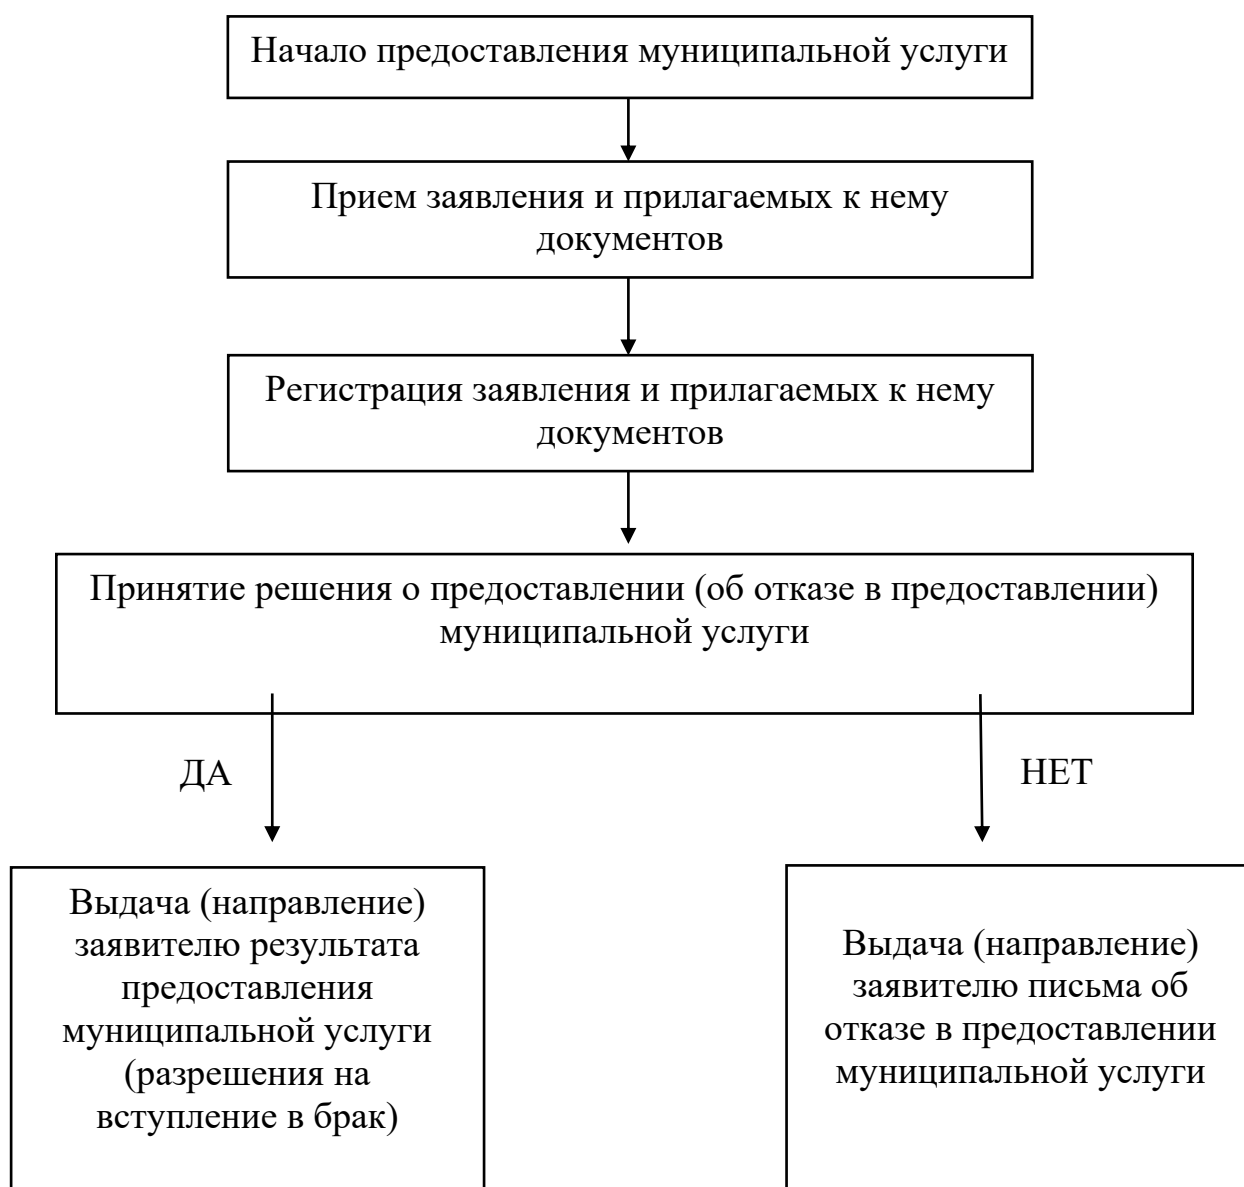 Начало предоставления муниципальной услуги
Прием заявления и прилагаемых к нему
документов
Регистрация заявления и прилагаемых к нему
документов
Принятие решения о предоставлении (об отказе в предоставлении)
муниципальной услуги
ДА
НЕТ
Выдача (направление)
заявителю результата
предоставления
муниципальной услуги
(разрешения на
вступление в брак)
Выдача (направление)
заявителю письма об
отказе в предоставлении
муниципальной услуги